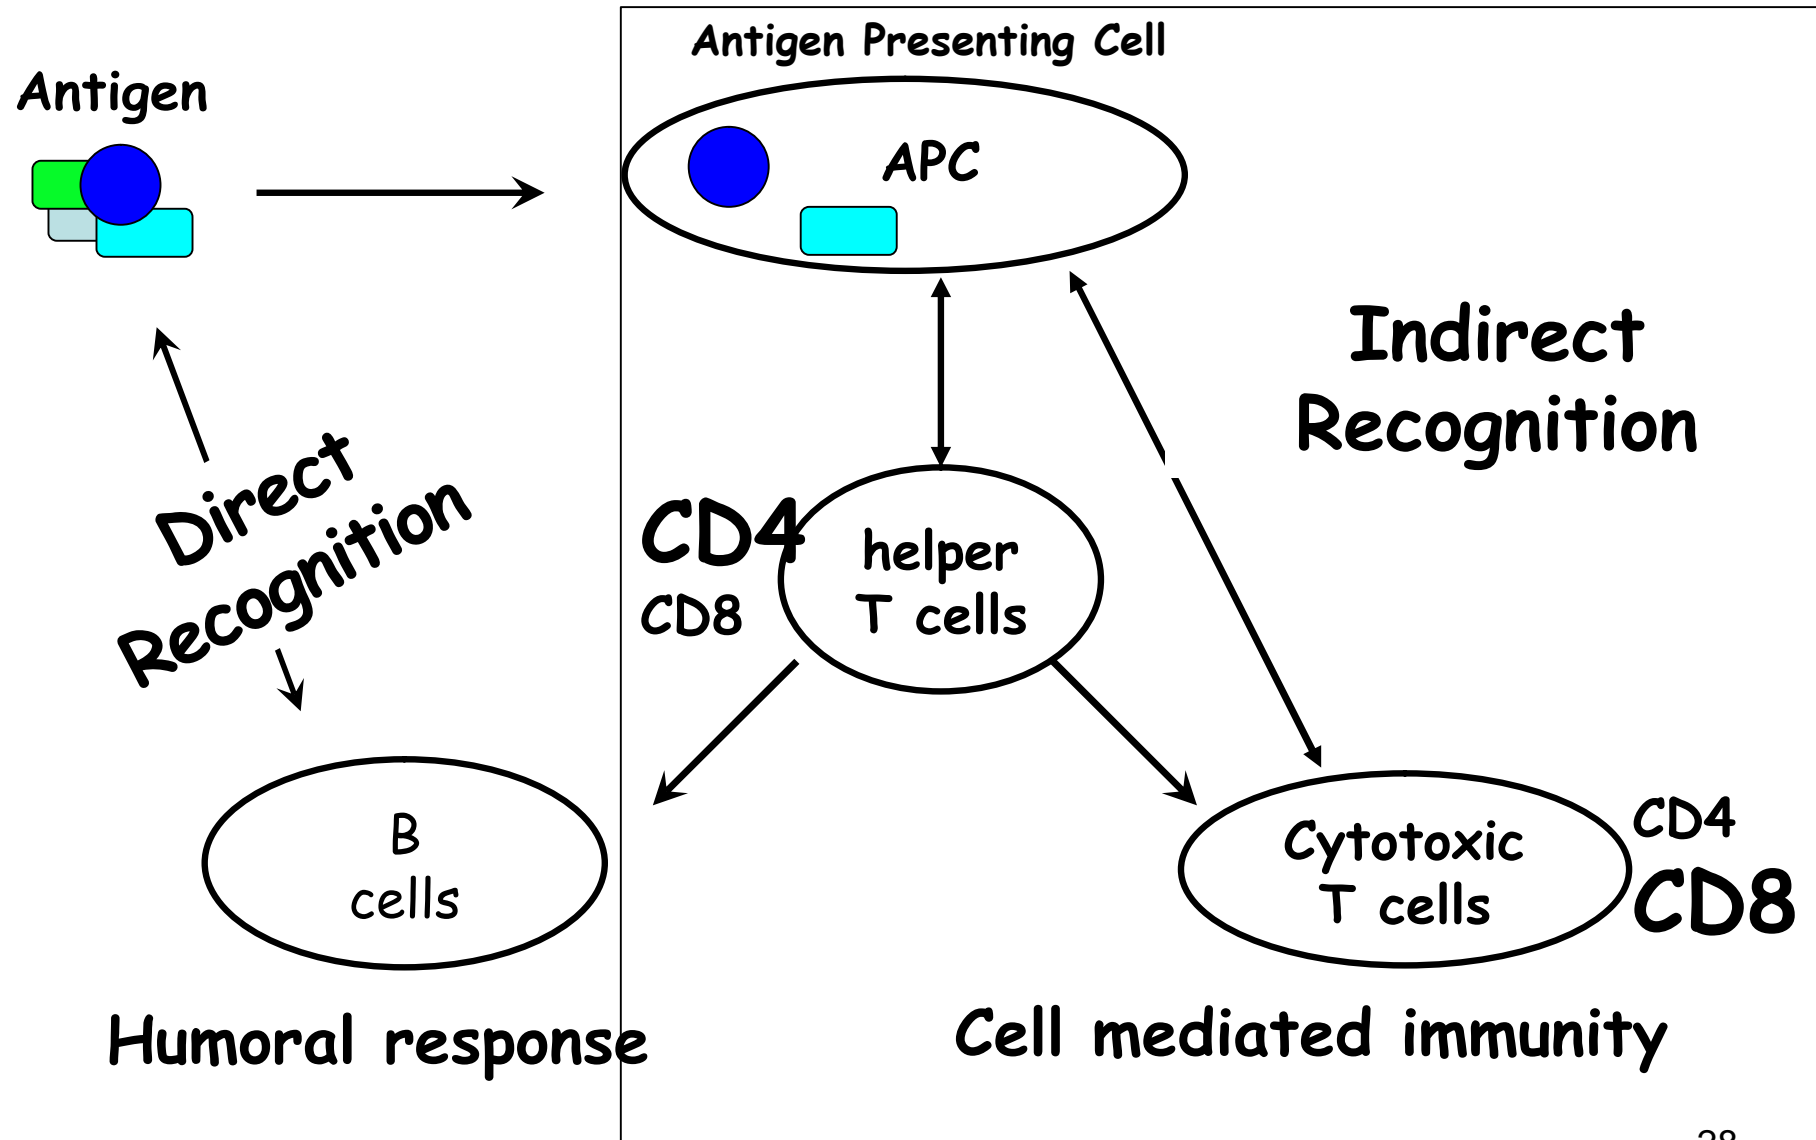 Antigen Presenting Cell
Antigen
APC
Indirect
Recognition
Direct
Recognition
CD4
CD8
helper
T cells
B
cells
Cytotoxic
T cells
CD4
CD8
Humoral response
Cell mediated immunity